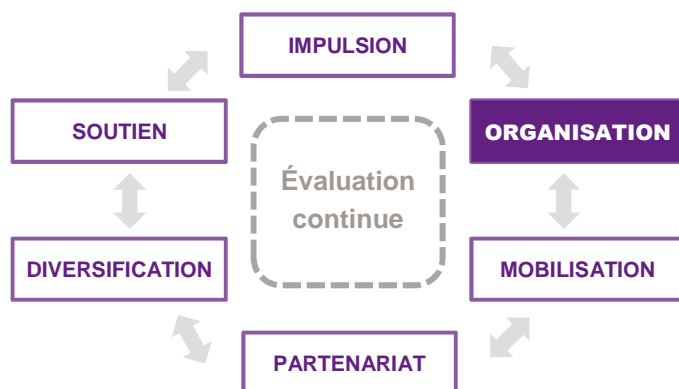 IMPULSION
SOUTIEN
ORGANISATION
Évaluation
continue
DIVERSIFICATION
MOBILISATION
PARTENARIAT